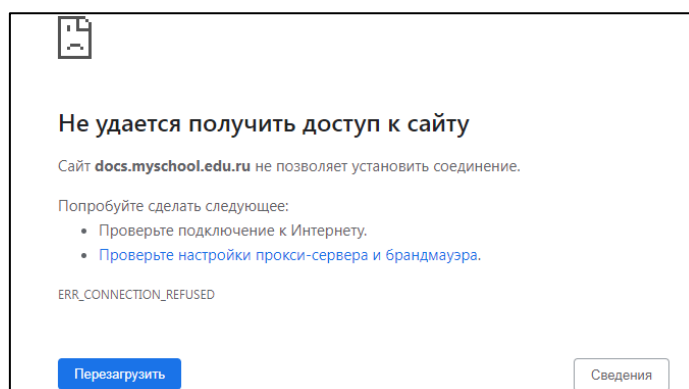 Не удается получить доступ к сайту
Сайт docs.myschool.edu.ru не позволяет установить соединение.
Попробуйте сделать следующее:
• Проверьте подключение к Интернету.
• Проверьте настройки прокси-сервера и брандмауэра.
ERR_CONNECTION_REFUSED
Перезагрузить
Сведения